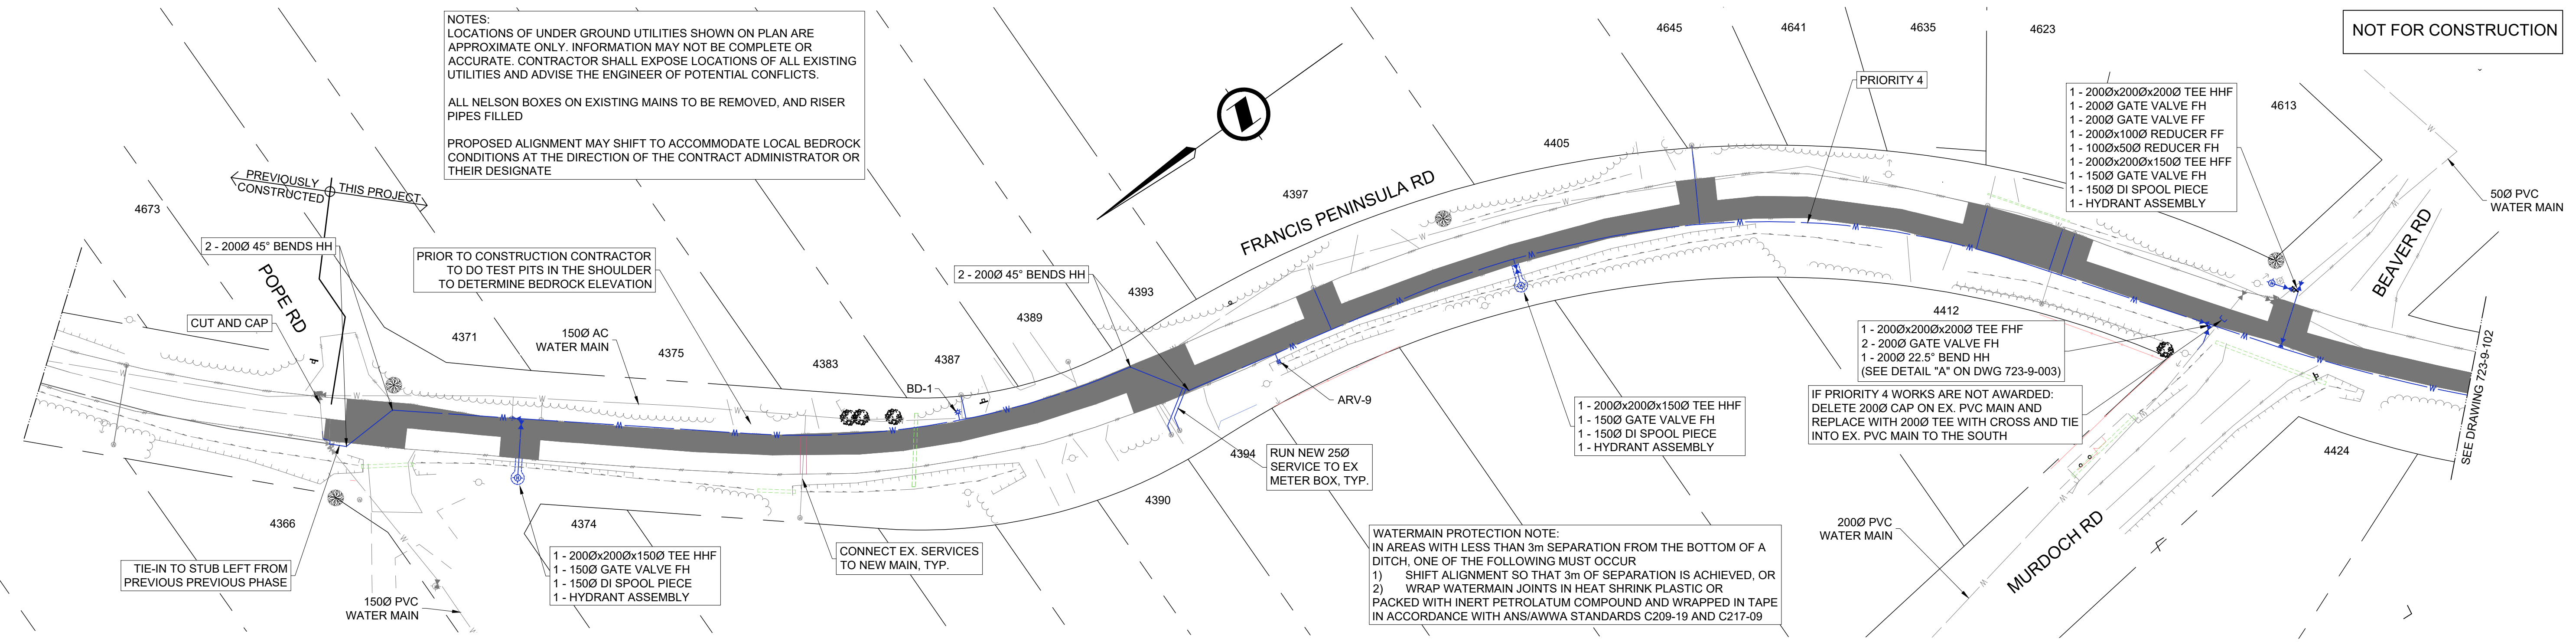 NOTES:
LOCATIONS OF UNDER GROUND UTILITIES SHOWN ON PLAN ARE
APPROXIMATE ONLY. INFORMATION MAY NOT BE COMPLETE OR
ACCURATE. CONTRACTOR SHALL EXPOSE LOCATIONS OF ALL EXISTING
UTILITIES AND ADVISE THE ENGINEER OF POTENTIAL CONFLICTS.
ALL NELSON BOXES ON EXISTING MAINS TO BE REMOVED, AND RISER
PIPES FILLED
PROPOSED ALIGNMENT MAY SHIFT TO ACCOMMODATE LOCAL BEDROCK
CONDITIONS AT THE DIRECTION OF THE CONTRACT ADMINISTRATOR OR
THEIR DESIGNATE
NOT FOR CONSTRUCTION
4645
4641
4635
4623
PRIORITY 4
1 - 200Øx200Øx200Ø TEE HHF
1 - 200Ø GATE VALVE FH
1 - 200Ø GATE VALVE FF
1 - 200Øx100Ø REDUCER FF
1 - 100Øx50Ø REDUCER FH
1 - 200Øx200Øx150Ø TEE HFF
1 - 150Ø GATE VALVE FH
1 - 150Ø DI SPOOL PIECE
1 - HYDRANT ASSEMBLY
4613
50Ø PVC
WATER MAIN
BEAVER RD
4405
4397
FRANCIS PENINSULA RD
PREVIOUSLY
CONSTRUCTED
THIS PROJECT
4673
2 - 200Ø 45° BENDS HH
POPE RD
CUT AND CAP
PRIOR TO CONSTRUCTION CONTRACTOR
TO DO TEST PITS IN THE SHOULDER
TO DETERMINE BEDROCK ELEVATION
4371
150Ø AC
WATER MAIN
4375
4383
4387
BD-1
4389
4393
2 - 200Ø 45° BENDS HH
ARV-9
4412
1 - 200Øx200Øx200Ø TEE FHF
2 - 200Ø GATE VALVE FH
1 - 200Ø 22.5° BEND HH
(SEE DETAIL "A" ON DWG 723-9-003)
IF PRIORITY 4 WORKS ARE NOT AWARDED:
DELETE 200Ø CAP ON EX. PVC MAIN AND
REPLACE WITH 200Ø TEE WITH CROSS AND TIE
INTO EX. PVC MAIN TO THE SOUTH
1 - 200Øx200Øx150Ø TEE HHF
1 - 150Ø GATE VALVE FH
1 - 150Ø DI SPOOL PIECE
1 - HYDRANT ASSEMBLY
4394
RUN NEW 25Ø
SERVICE TO EX
METER BOX, TYP.
4390
4424
SEE DRAWING 723-9-102
4366
4374
TIE-IN TO STUB LEFT FROM
PREVIOUS PREVIOUS PHASE
150Ø PVC
WATER MAIN
1 - 200Øx200Øx150Ø TEE HHF
1 - 150Ø GATE VALVE FH
1 - 150Ø DI SPOOL PIECE
1 - HYDRANT ASSEMBLY
CONNECT EX. SERVICES
TO NEW MAIN, TYP.
WATERMAIN PROTECTION NOTE:
IN AREAS WITH LESS THAN 3m SEPARATION FROM THE BOTTOM OF A
DITCH, ONE OF THE FOLLOWING MUST OCCUR
1) SHIFT ALIGNMENT SO THAT 3m OF SEPARATION IS ACHIEVED, OR
2) WRAP WATERMAIN JOINTS IN HEAT SHRINK PLASTIC OR
PACKED WITH INERT PETROLATUM COMPOUND AND WRAPPED IN TAPE
IN ACCORDANCE WITH ANS/AWWA STANDARDS C209-19 AND C217-09
200Ø PVC
WATER MAIN
MURDOCH RD